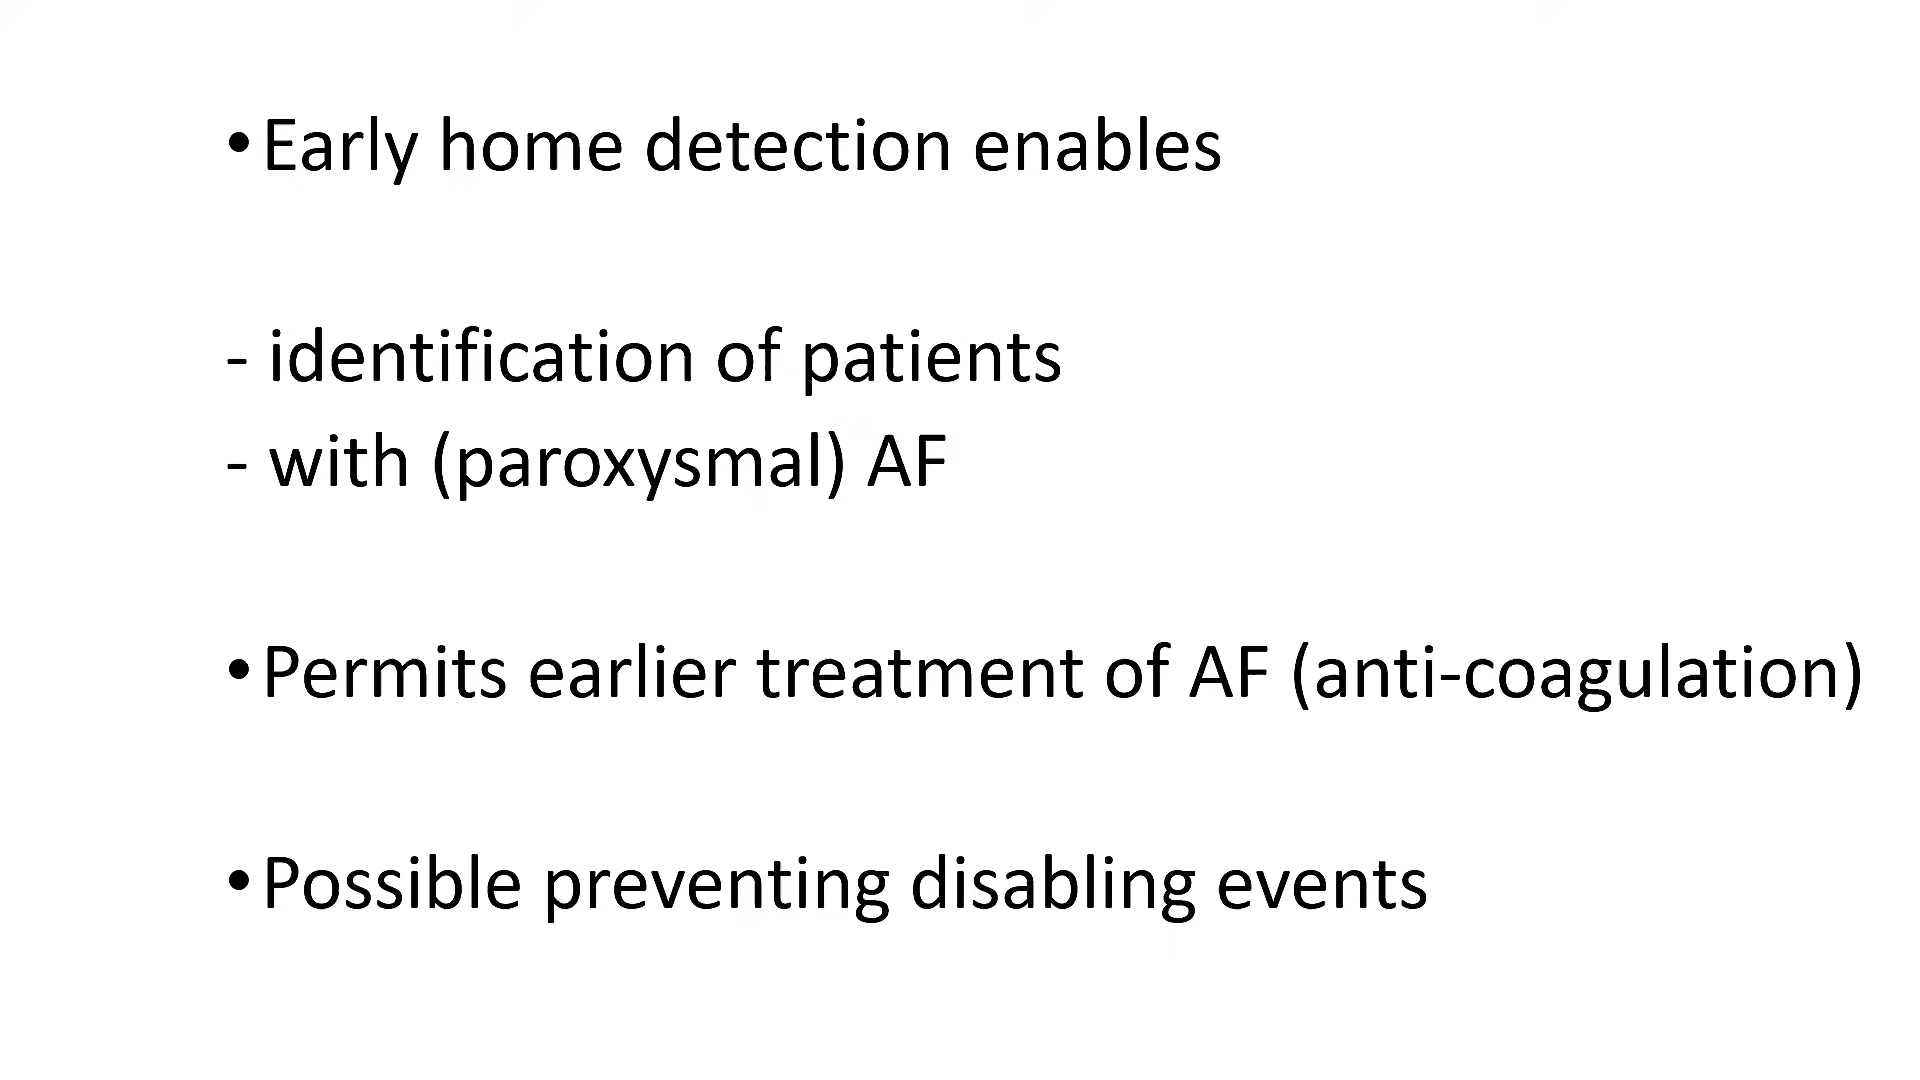 •Early home detection enables
- identification of patients
- with (paroxysmal) AF
•Permits earlier treatment of AF (anti-coagulation)
•Possible preventing disabling events